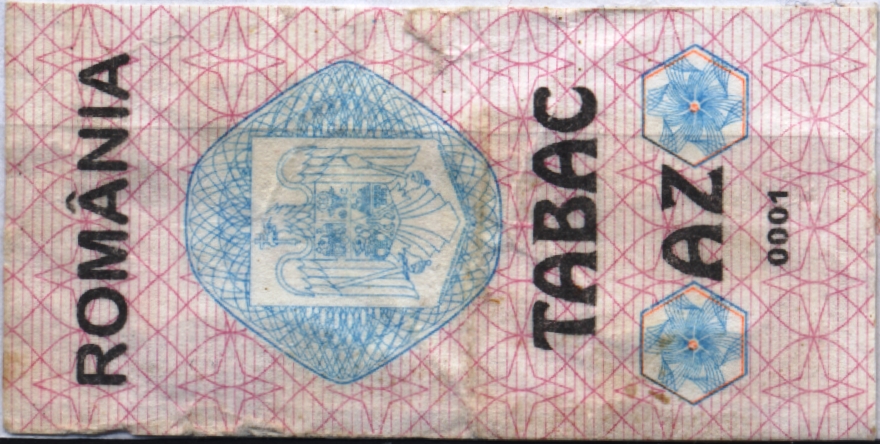 ROMÂNIA
TABAC
AZ
0001